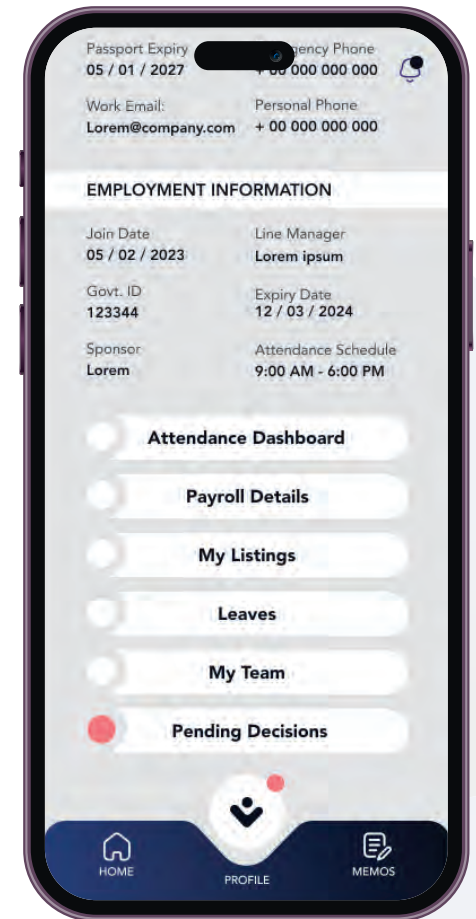 Passport Expiry gency Phone
05 / 01 / 2027 + 00 000 000 000
Work Email: Personal Phone
Lorem@company.com + 00 000 000 000
EMPLOYMENT INFORMATION
Join Date Line Manager
05 / 02 / 2023 Lorem ipsum
Govt. ID Expiry Date
123344 12 / 03 / 2024
Sponsor Attendance Schedule
Lorem 9:00 AM - 6:00 PM
Attendance Dashboard
Payroll Details
My Listings
Leaves
My Team
Pending Decisions
HOME PROFILE MEMOS